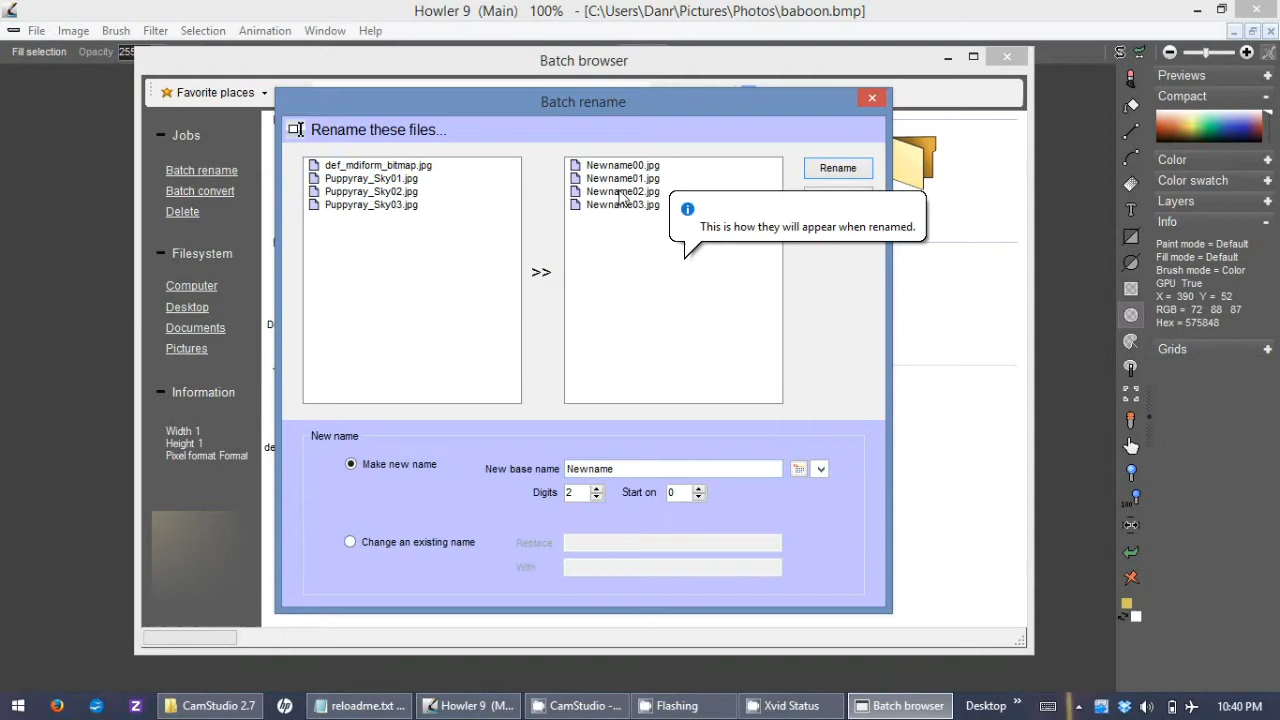 Howler 9 (Main) 100% - [C:\Users\Danr\Pictures\Photos\baboon.bmp]
File Image Brush Filter Selection Animation Window Help
Fill selection Opacity 255
Batch browser
Favorite places
Jobs
Batch rename
Batch convert
Delete
Filesystem
Computer
Desktop
Documents
Pictures
Information
Width 1
Height 1
Pixel format Format
Batch rename
Rename these files...
def_mdiform_bitmap.jpg
Puppyray_Sky01.jpg
Puppyray_Sky02.jpg
Puppyray_Sky03.jpg
>>
Newname00.jpg
Newname01.jpg
Newname02.jpg
Newname03.jpg
Rename
This is how they will appear when renamed.
New name
Make new name
New base name Newname
Digits 2 Start on 0
Change an existing name
Replace
With
Previews
Compact
Color
Color swatch
Layers
Info
Paint mode = Default
Fill mode = Default
Brush mode = Color
GPU True
X = 390 Y = 52
RGB = 72 88 87
Hex = 575848
Grids
100
CamStudio 2.7 reloadme.txt ... Howler 9 (M... CamStudio -... Flashing Xvid Status Batch browser Desktop » 10:40 PM